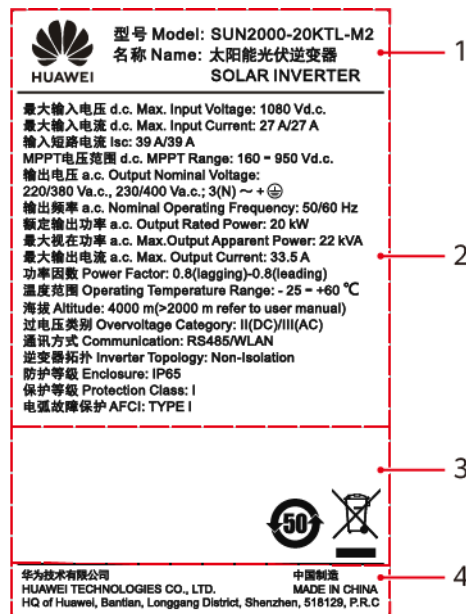 型号 Model: SUN2000-20KTL-M2
名称 Name: 太阳能光伏逆变器
SOLAR INVERTER
HUAWEI
1
最大输入电压 d.c. Max. Input Voltage: 1080 Vd.c.
最大输入电流 d.c. Max. Input Current: 27 A/27 A
输入短路电流 Isc: 39 A/39 A
MPPT电压范围 d.c. MPPT Range: 160 - 950 Vd.c.
输出电压 a.c. Output Nominal Voltage:
220/380 Va.c., 230/400 Va.c.; 3(N) ~ + ⏚
输出频率 a.c. Nominal Operating Frequency: 50/60 Hz
额定输出功率 a.c. Output Rated Power: 20 kW
最大视在功率 a.c. Max.Output Apparent Power: 22 kVA
最大输出电流 a.c. Max. Output Current: 33.5 A
功率因数 Power Factor: 0.8(lagging)-0.8(leading)
温度范围 Operating Temperature Range: - 25 - +60 ℃
海拔 Altitude: 4000 m(>2000 m refer to user manual)
过电压类别 Overvoltage Category: II(DC)/III(AC)
通讯方式 Communication: RS485/WLAN
逆变器拓扑 Inverter Topology: Non-Isolation
防护等级 Enclosure: IP65
保护等级 Protection Class: I
电弧故障保护 AFCI: TYPE I
2
3
50
华为技术有限公司 中国制造
HUAWEI TECHNOLOGIES CO., LTD. MADE IN CHINA
HQ of Huawei, Bantian, Longgang District, Shenzhen, 518129, P.R.C
4